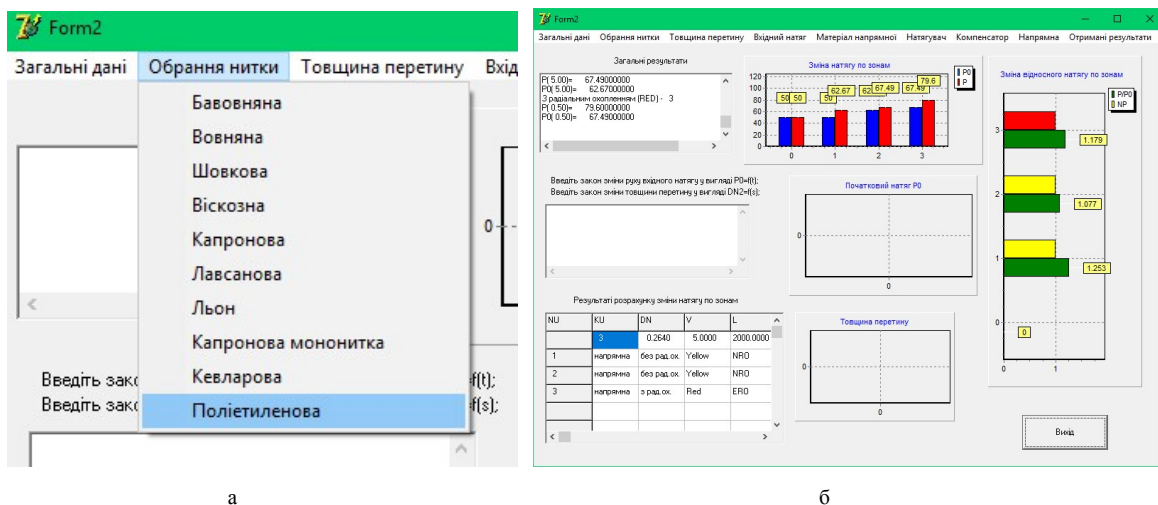 Form2
Загальні дані Обрання нитки Товщина перетину Вхід
Бавовняна
Вовняна
Шовкова
Віскозна
Капронова
Лавсанова
Льон
Капронова мононитка
Кевларова
Поліетиленова
0
Введіть зако =f(t);
Введіть зако f(s);
а
Form2
Загальні дані Обрання нитки Товщина перетину Вхідний натяг Матеріал напрямної Натягувач Компенсатор Напрямна Отримані результати
Загальні результати
P( 5.00)= 67.49000000
P0( 5.00)= 62.67000000
З радіальним охопленням (RED) - 3
P( 0.50)= 79.60000000
P0( 0.50)= 67.49000000
Зміна натягу по зонам
120
100
80
60
40
20
0
50 50 50 62.67 62 67.49 67.49 79.6
0 1 2 3
P0
P
Зміна відносного натягу по зонам
P/P0
NP
3
1.179
2
1.077
1
1.253
0
0
0 1
Введіть закон зміни руху вхідного натягу у вигляді P0=f(t);
Введіть закон зміни товшини перетину у вигляді DN2=f(s);
Початковий натяг P0
0
0
Результаті розрахунку зміни натягу по зонам
NU KU DN V L
3 0.2640 5.0000 2000.0000
1 напрямна без рад.ох. Yellow NRO
2 напрямна без рад.ох. Yellow NRO
3 напрямна з рад.ох. Red ERO
Товщина перетину
0
0
Вихід
б